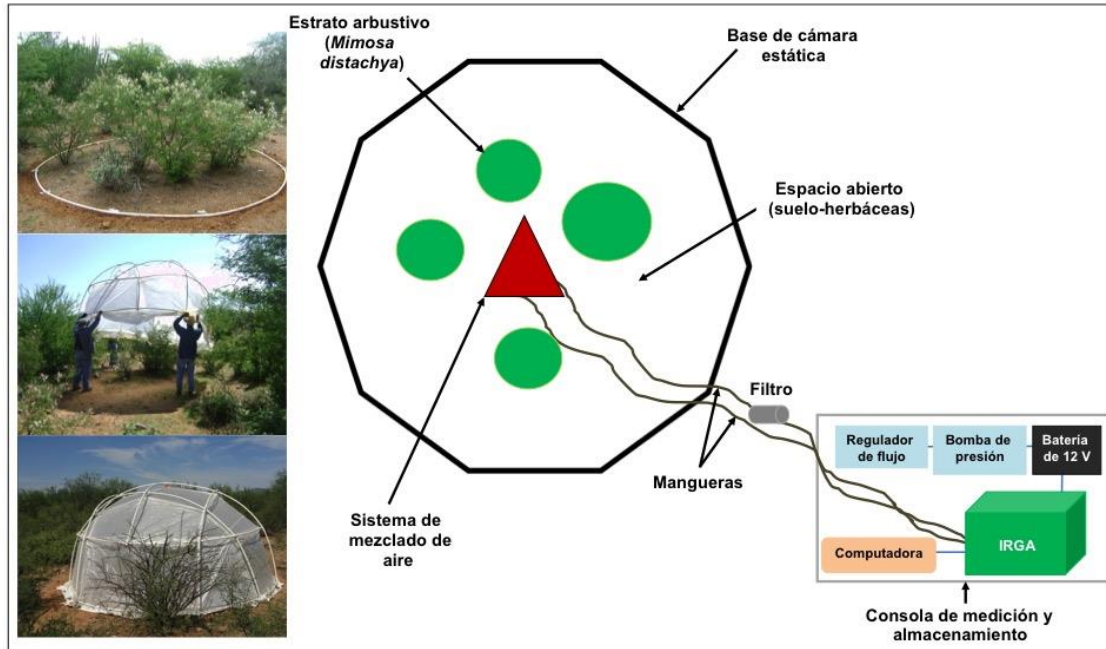 Estrato arbustivo
(Mimosa
distachya)
Base de cámara
estática
Espacio abierto
(suelo-herbáceas)
Filtro
Mangueras
Sistema de
mezclado de
aire
Regulador
de flujo
Bomba de
presión
Batería
de 12 V
IRGA
Computadora
Consola de medición y
almacenamiento